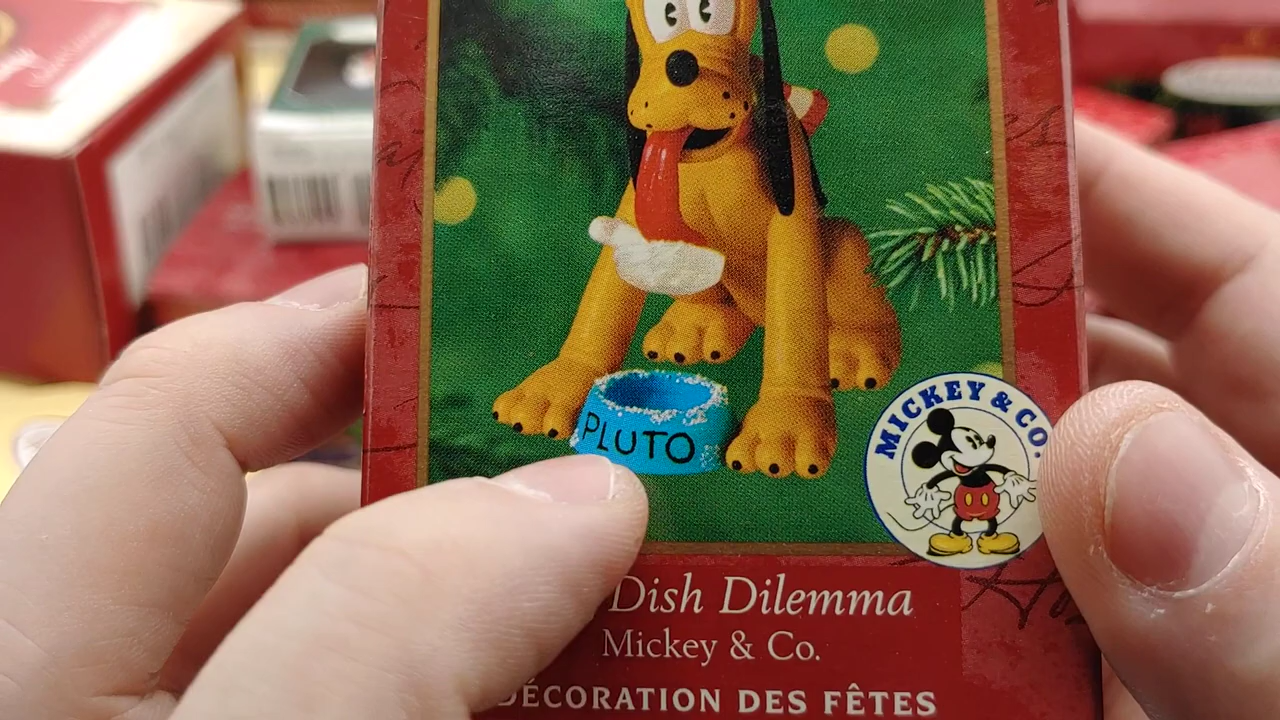 PLUTO
MICKEY & CO.
Dish Dilemma
Mickey & Co.
DÉCORATION DES FÊTES